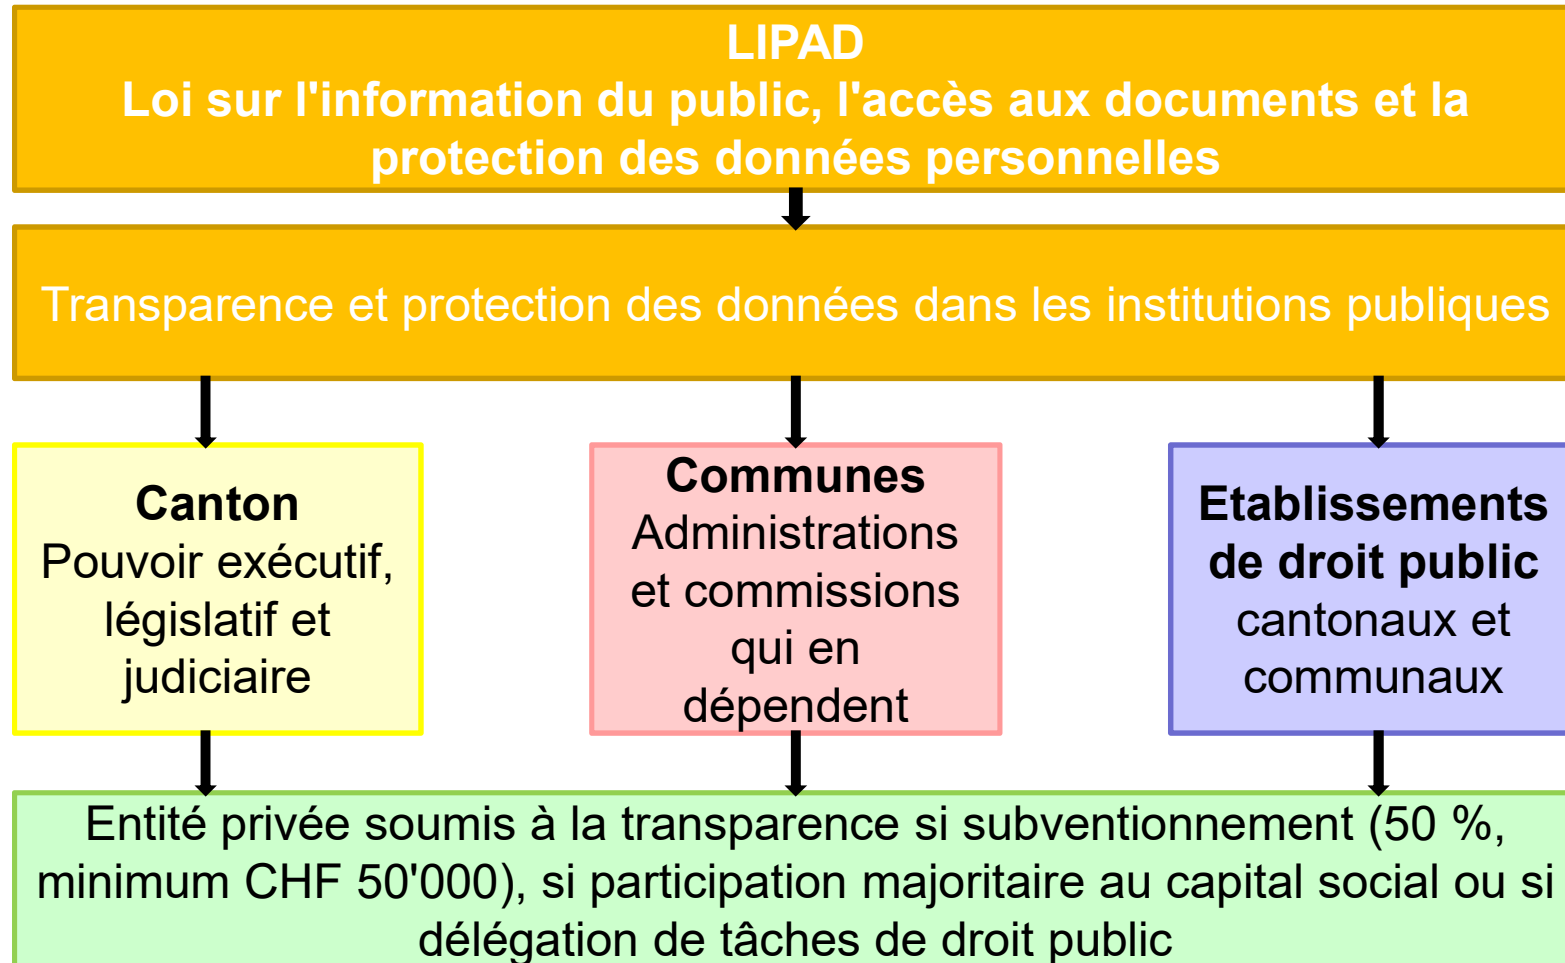 LIPAD
Loi sur l'information du public, l'accès aux documents et la
protection des données personnelles
Transparence et protection des données dans les institutions publiques
Canton
Pouvoir exécutif,
législatif et
judiciaire
Communes
Administrations
et commissions
qui en
dépendent
Etablissements
de droit public
cantonaux et
communaux
Entité privée soumis à la transparence si subventionnement (50 %,
minimum CHF 50'000), si participation majoritaire au capital social ou si
délégation de tâches de droit public